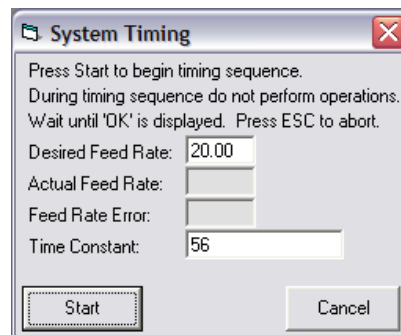 System Timing
Press Start to begin timing sequence.
During timing sequence do not perform operations.
Wait until 'OK' is displayed. Press ESC to abort.
Desired Feed Rate: 20.00
Actual Feed Rate:
Feed Rate Error:
Time Constant: 56
Start Cancel